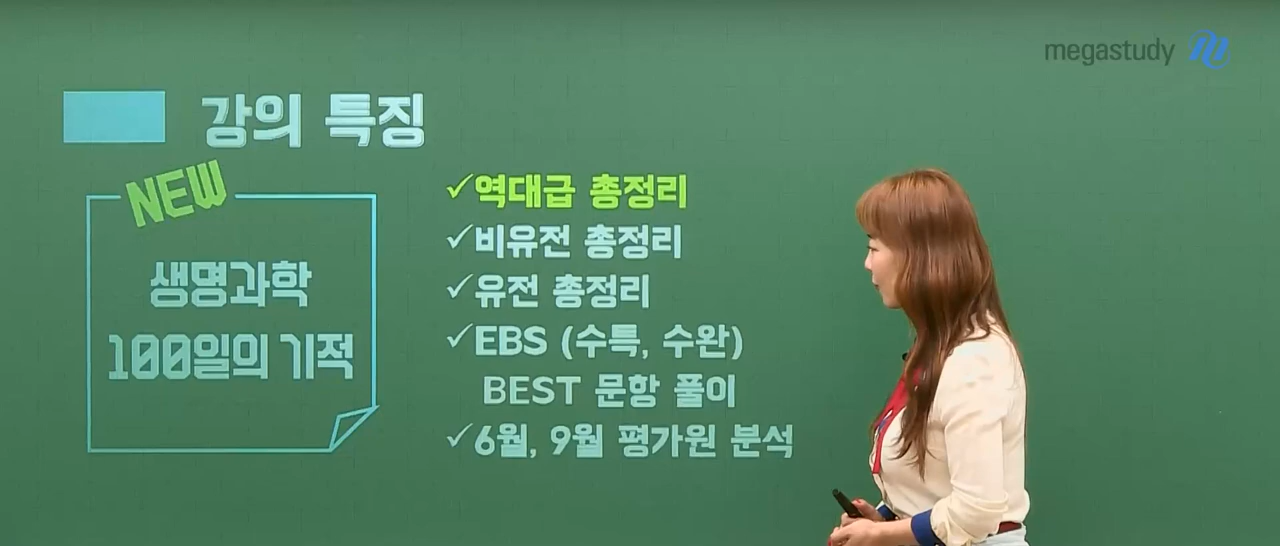 megastudy
강의 특징
NEW
생명과학
100일의 기적
✓역대급 총정리
✓비유전 총정리
✓유전 총정리
✓EBS (수특, 수완)
BEST 문항 풀이
✓6월, 9월 평가원 분석